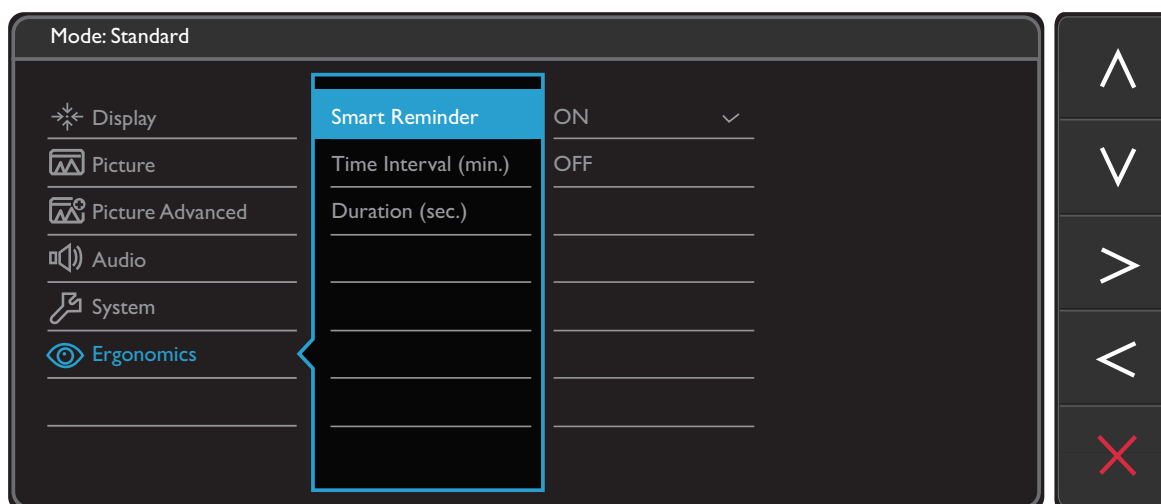 Mode: Standard
Display
Picture
Picture Advanced
Audio
System
Ergonomics
Smart Reminder
Time Interval (min.)
Duration (sec.)
ON
OFF